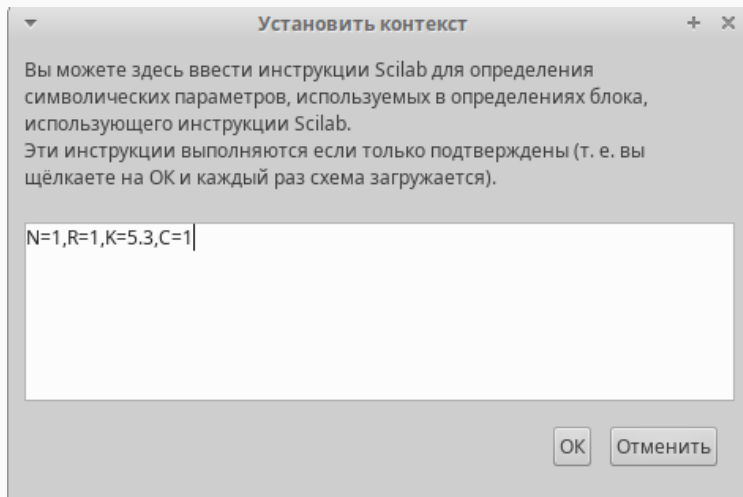 Установить контекст
Вы можете здесь ввести инструкции Scilab для определения
символических параметров, используемых в определениях блока,
использующего инструкции Scilab.
Эти инструкции выполняются если только подтверждены (т. е. вы
щёлкаете на ОК и каждый раз схема загружается).
N=1,R=1,K=5.3,C=1
ОК
Отменить